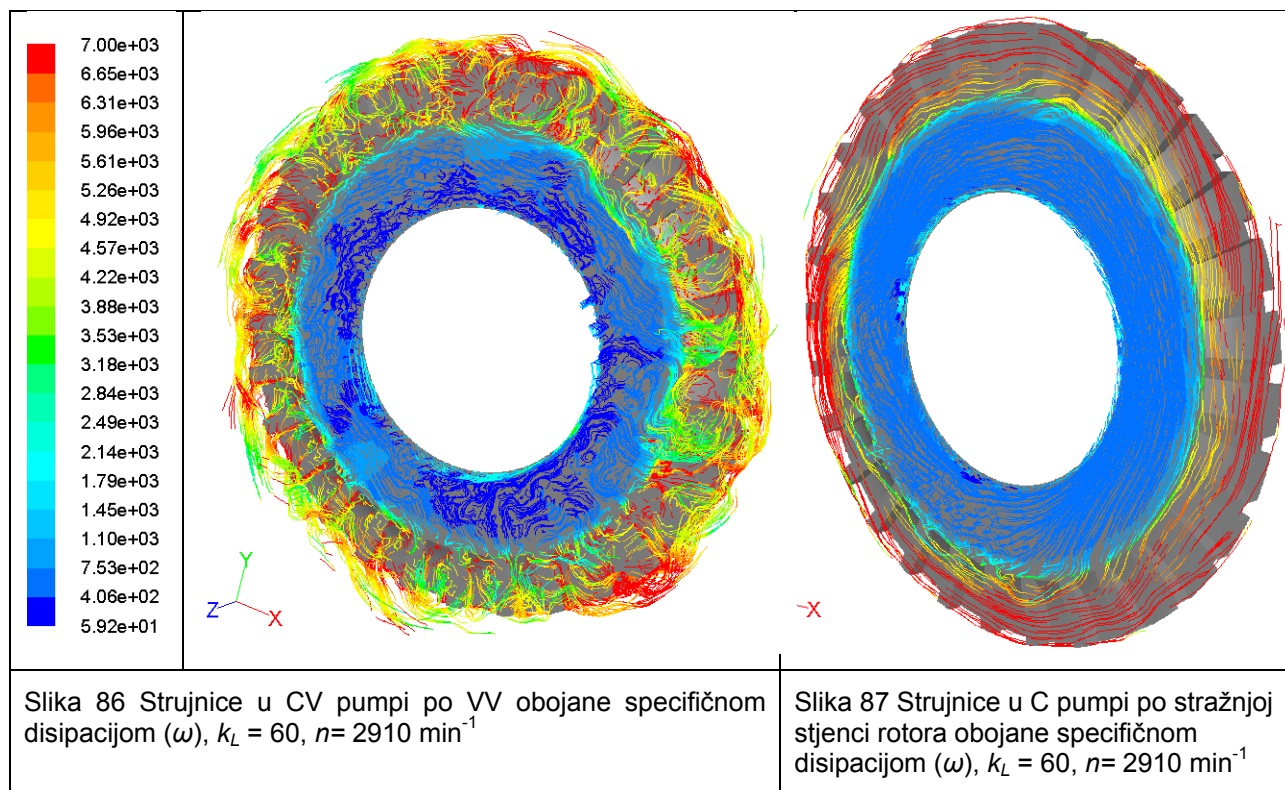 7.00e+03
6.65e+03
6.31e+03
5.96e+03
5.61e+03
5.26e+03
4.92e+03
4.57e+03
4.22e+03
3.88e+03
3.53e+03
3.18e+03
2.84e+03
2.49e+03
2.14e+03
1.79e+03
1.45e+03
1.10e+03
7.53e+02
4.06e+02
5.92e+01
Y
Z
X
X
Slika 86 Strujnice u CV pumpi po VV obojane specifičnom
disipacijom (ω), k_L = 60, n= 2910 min⁻¹
Slika 87 Strujnice u C pumpi po stražnjoj
stjenci rotora obojane specifičnom
disipacijom (ω), k_L = 60, n= 2910 min⁻¹